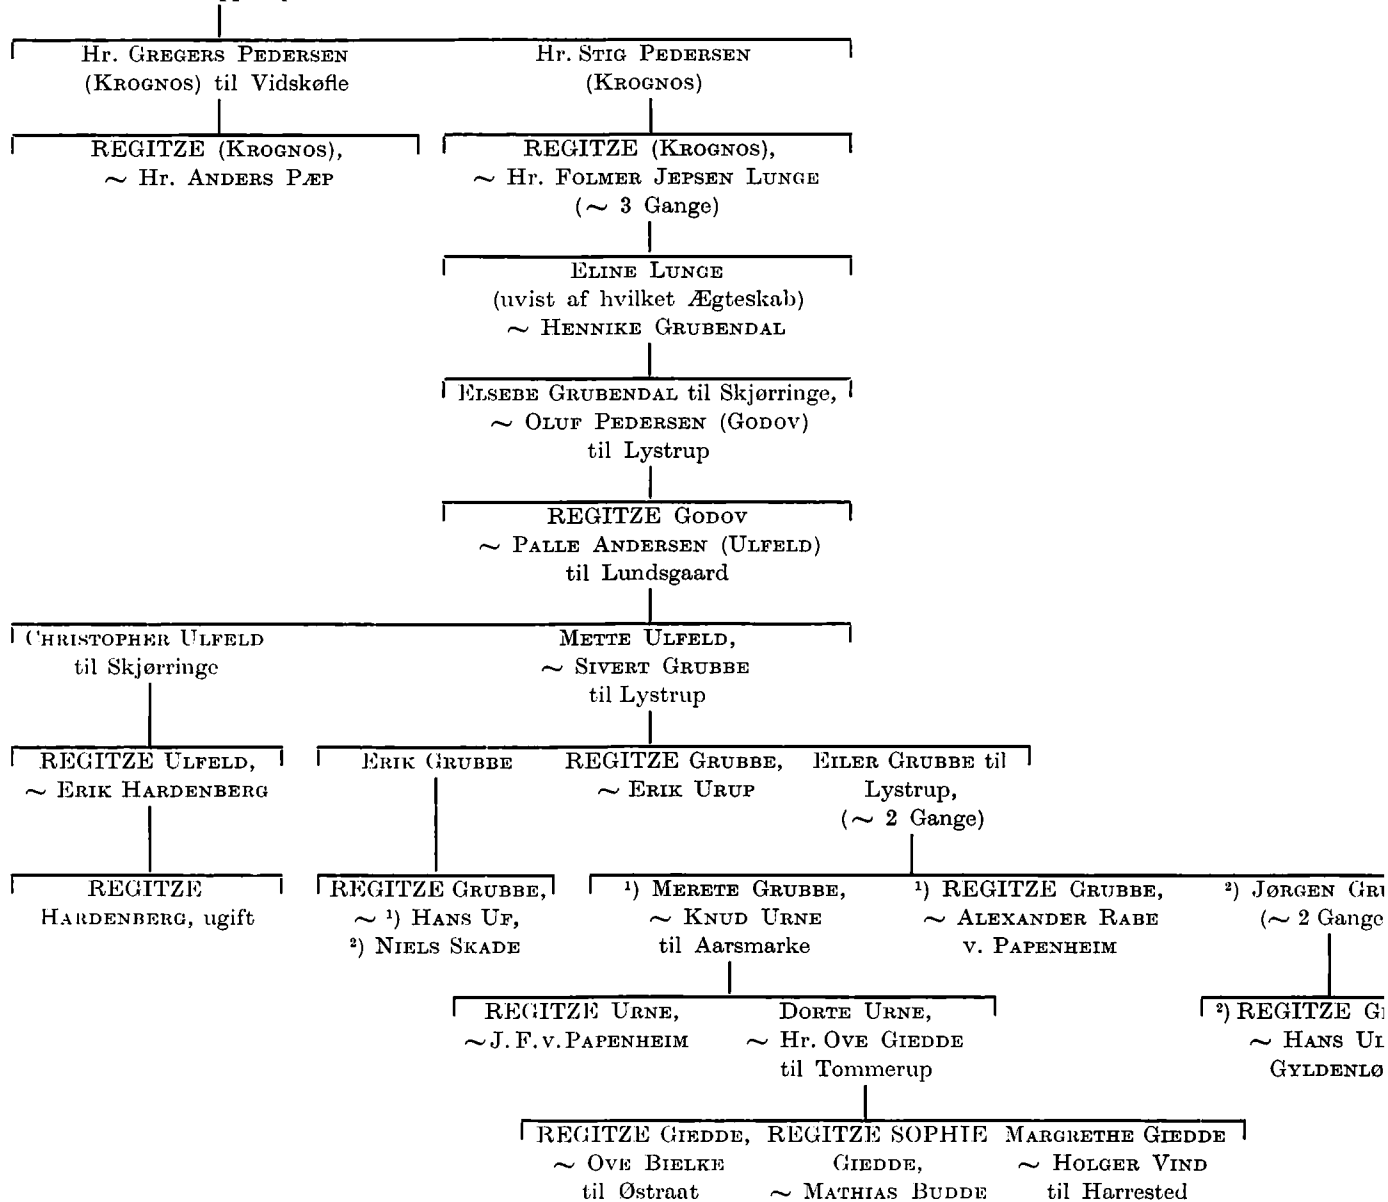 Hr. GREGERS PEDERSEN
(KROGNOS) til Vidskøfle
Hr. STIG PEDERSEN
(KROGNOS)
REGITZE (KROGNOS),
~ Hr. ANDERS PÆP
REGITZE (KROGNOS),
~ Hr. FOLMER JEPSEN LUNGE
(~ 3 Gange)
ELINE LUNGE
(uvist af hvilket Ægteskab)
~ HENNIKE GRUBENDAL
ELSEBE GRUBENDAL til Skjørringe,
~ OLUF PEDERSEN (GODOV)
til Lystrup
REGITZE GODOV
~ PALLE ANDERSEN (ULFELD)
til Lundsgaard
CHRISTOPHER ULFELD
til Skjørringe
METTE ULFELD,
~ SIVERT GRUBBE
til Lystrup
REGITZE ULFELD,
~ ERIK HARDENBERG
ERIK GRUBBE
REGITZE GRUBBE,
~ ERIK URUP
EILER GRUBBE til
Lystrup,
(~ 2 Gange)
REGITZE
HARDENBERG, ugift
REGITZE GRUBBE,
~ ¹) HANS UF,
²) NIELS SKADE
¹) MERETE GRUBBE,
~ KNUD URNE
til Aarsmarke
¹) REGITZE GRUBBE,
~ ALEXANDER RABE
v. PAPENHEIM
²) JØRGEN GRU
(~ 2 Gange
REGITZE URNE,
~ J. F. v. PAPENHEIM
DORTE URNE,
~ Hr. OVE GIEDDE
til Tommerup
²) REGITZE G
~ HANS UL
GYLDENLØ
REGITZE GIEDDE,
~ OVE BIELKE
til Østraat
REGITZE SOPHIE
GIEDDE,
~ MATHIAS BUDDE
MARGRETHE GIEDDE
~ HOLGER VIND
til Harrested